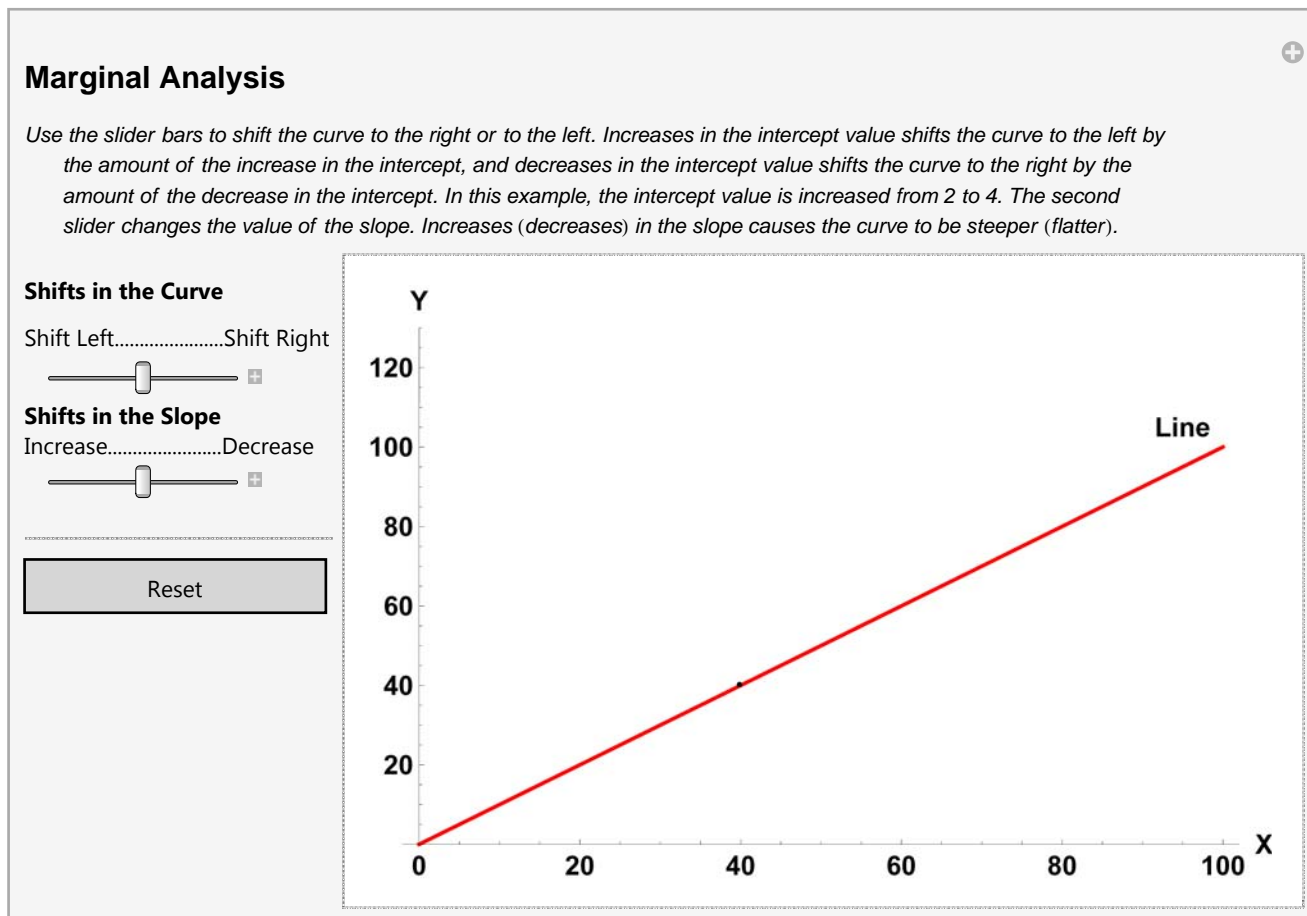 Marginal Analysis
Use the slider bars to shift the curve to the right or to the left. Increases in the intercept value shifts the curve to the left by
the amount of the increase in the intercept, and decreases in the intercept value shifts the curve to the right by the
amount of the decrease in the intercept. In this example, the intercept value is increased from 2 to 4. The second
slider changes the value of the slope. Increases (decreases) in the slope causes the curve to be steeper (flatter).
Shifts in the Curve
Shift Left......................Shift Right
Shifts in the Slope
Increase.......................Decrease
Reset
Y
120
100
80
60
40
20
Line
0 20 40 60 80 100
X